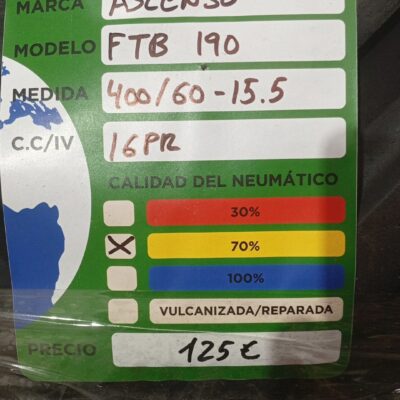 MARCA ASCENSO
MODELO FTB 190
MEDIDA 400/60-15.5
C.C/IV 16PR
CALIDAD DEL NEUMÁTICO
30%
X 70%
100%
VULCANIZADA/REPARADA
PRECIO 125€